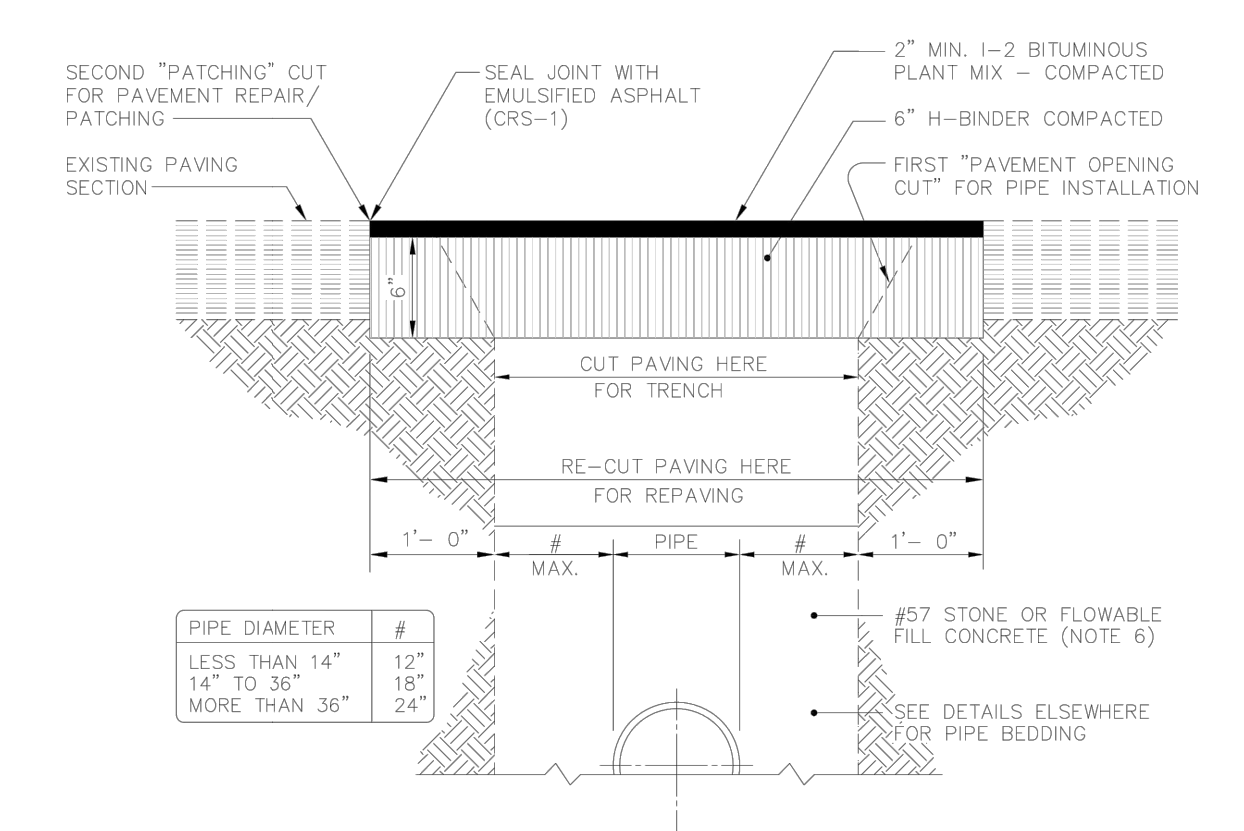 SECOND "PATCHING" CUT
FOR PAVEMENT REPAIR/
PATCHING
EXISTING PAVING
SECTION
SEAL JOINT WITH
EMULSIFIED ASPHALT
(CRS-1)
2" MIN. I-2 BITUMINOUS
PLANT MIX - COMPACTED
6" H-BINDER COMPACTED
FIRST "PAVEMENT OPENING
CUT" FOR PIPE INSTALLATION
6"
CUT PAVING HERE
FOR TRENCH
RE-CUT PAVING HERE
FOR REPAVING
1'- 0" # PIPE # 1'- 0"
MAX. MAX.
PIPE DIAMETER #
LESS THAN 14" 12"
14" TO 36" 18"
MORE THAN 36" 24"
#57 STONE OR FLOWABLE
FILL CONCRETE (NOTE 6)
SEE DETAILS ELSEWHERE
FOR PIPE BEDDING